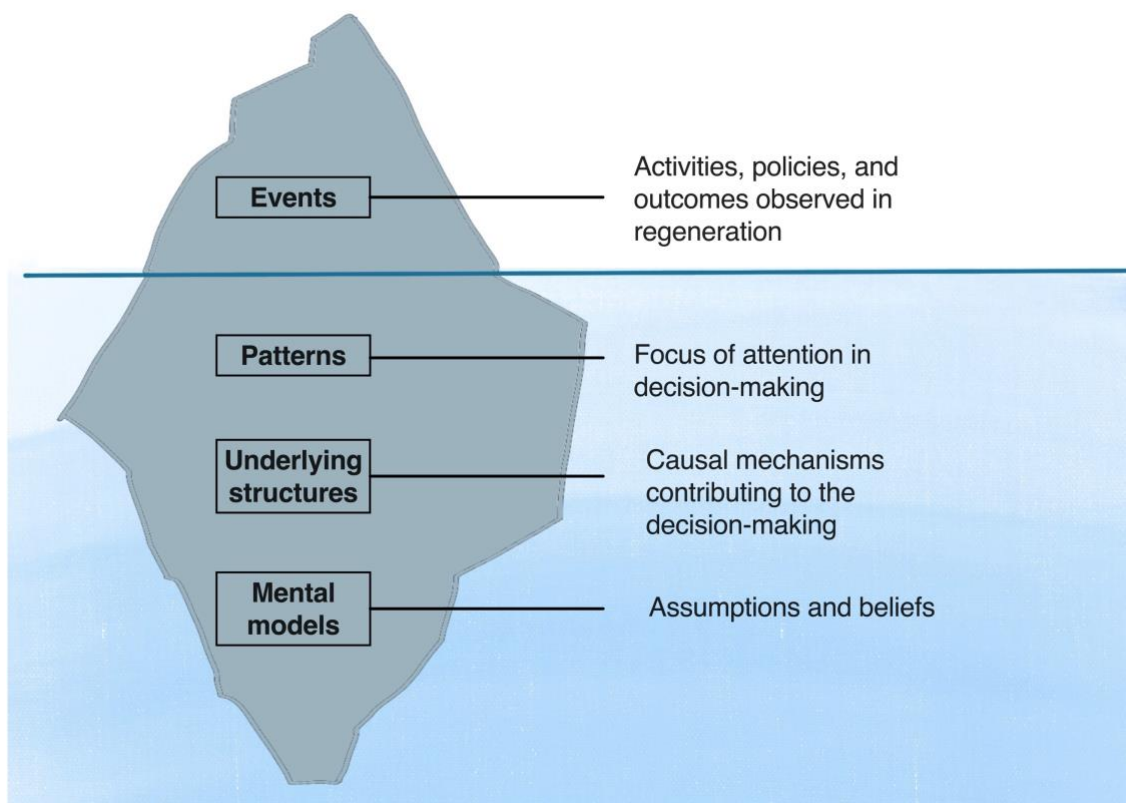 Events
Activities, policies, and
outcomes observed in
regeneration
Patterns
Focus of attention in
decision-making
Underlying
structures
Causal mechanisms
contributing to the
decision-making
Mental
models
Assumptions and beliefs